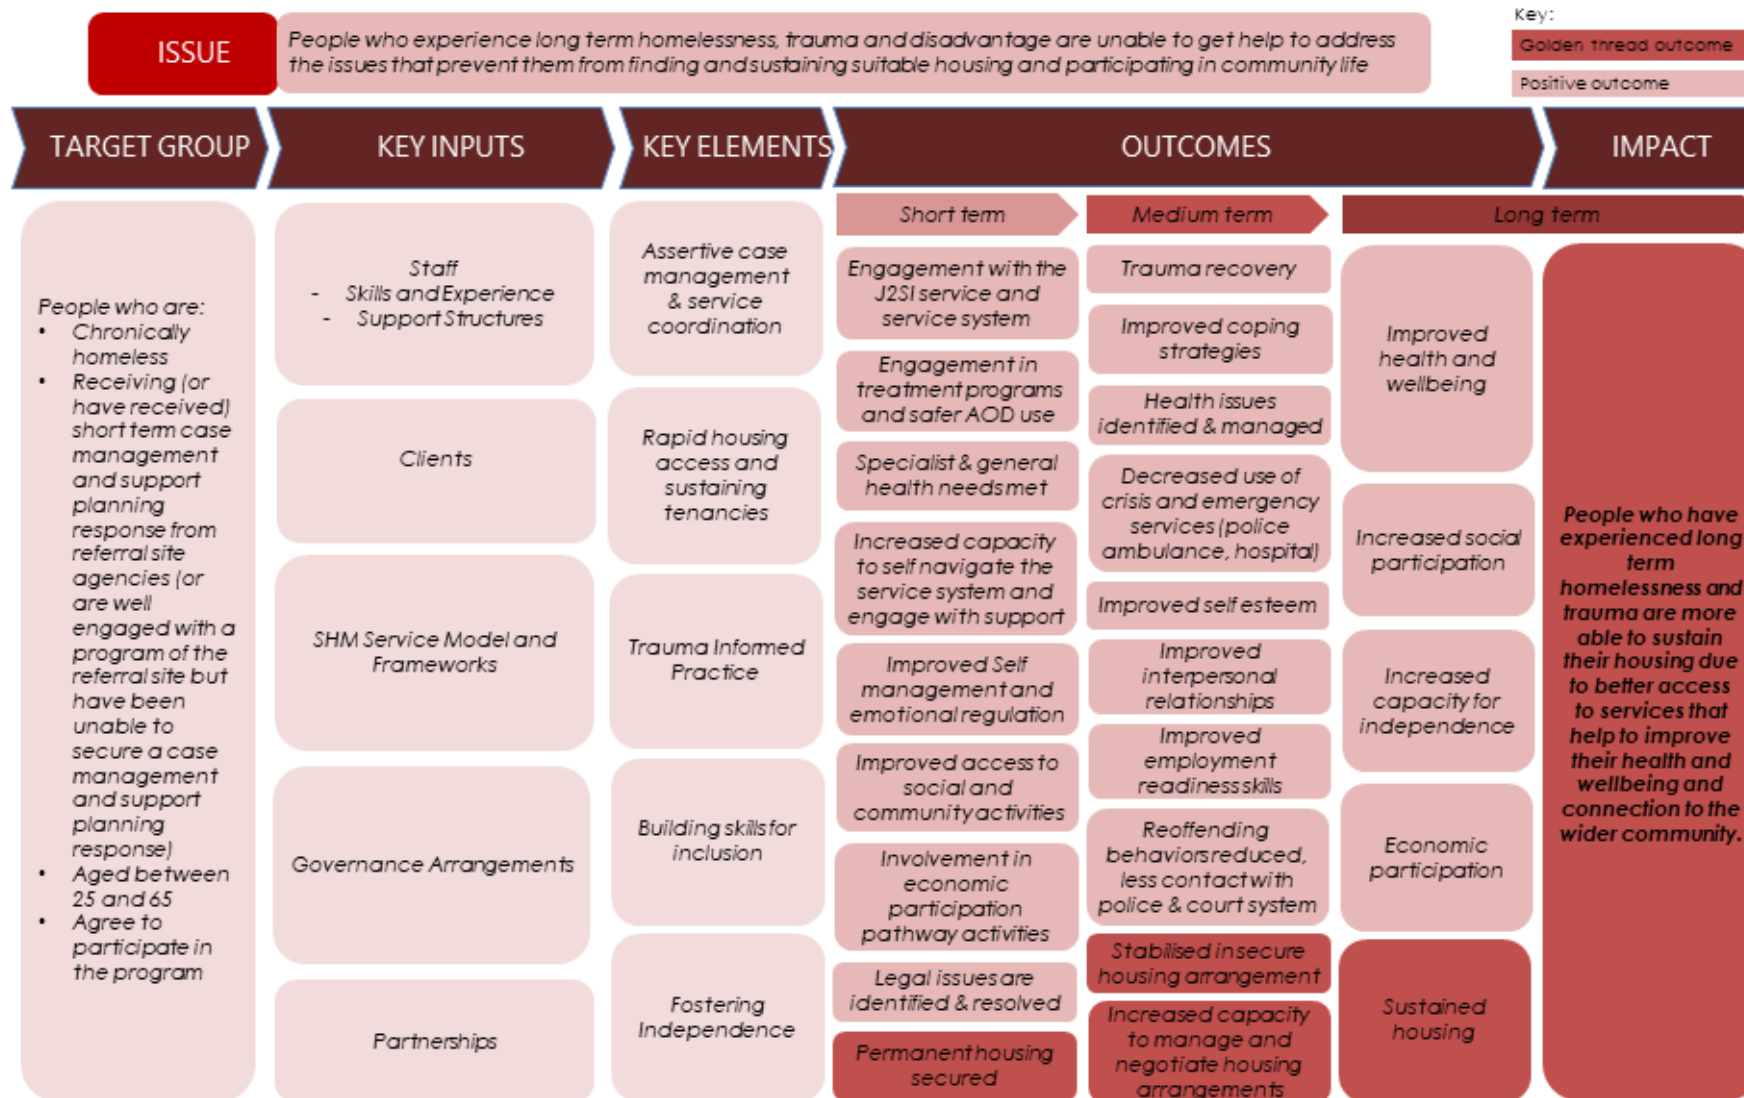 Key:
ISSUE
People who experience long term homelessness, trauma and disadvantage are unable to get help to address
the issues that prevent them from finding and sustaining suitable housing and participating in community life
Golden thread outcome
Positive outcome
TARGET GROUP
KEY INPUTS
KEY ELEMENTS
OUTCOMES
IMPACT
People who are:
• Chronically
homeless
• Receiving (or
have received)
short term case
management
and support
planning
response from
referral site
agencies (or
are well
engaged with a
program of the
referral site but
have been
unable to
secure a case
management
and support
planning
response)
• Aged between
25 and 65
• Agree to
participate in
the program
Staff
- Skills and Experience
- Support Structures
Clients
SHM Service Model and
Frameworks
Governance Arrangements
Partnerships
Assertive case
management
& service
coordination
Rapid housing
access and
sustaining
tenancies
Trauma Informed
Practice
Building skills for
inclusion
Fostering
Independence
Short term
Engagement with the
J2SI service and
service system
Engagement in
treatment programs
and safer AOD use
Specialist & general
health needs met
Increased capacity
to self navigate the
service system and
engage with support
Improved Self
management and
emotional regulation
Improved access to
social and
community activities
Involvement in
economic
participation
pathway activities
Legal issues are
identified & resolved
Permanent housing
secured
Medium term
Trauma recovery
Improved coping
strategies
Health issues
identified & managed
Decreased use of
crisis and emergency
services (police
ambulance, hospital)
Improved self esteem
Improved
interpersonal
relationships
Improved
employment
readiness skills
Reoffending
behaviors reduced,
less contact with
police & court system
Stabilised in secure
housing arrangement
Increased capacity
to manage and
negotiate housing
arrangements
Long term
Improved
health and
wellbeing
Increased social
participation
Increased
capacity for
independence
Economic
participation
Sustained
housing
People who have
experienced long
term
homelessness and
trauma are more
able to sustain
their housing due
to better access
to services that
help to improve
their health and
wellbeing and
connection to the
wider community.